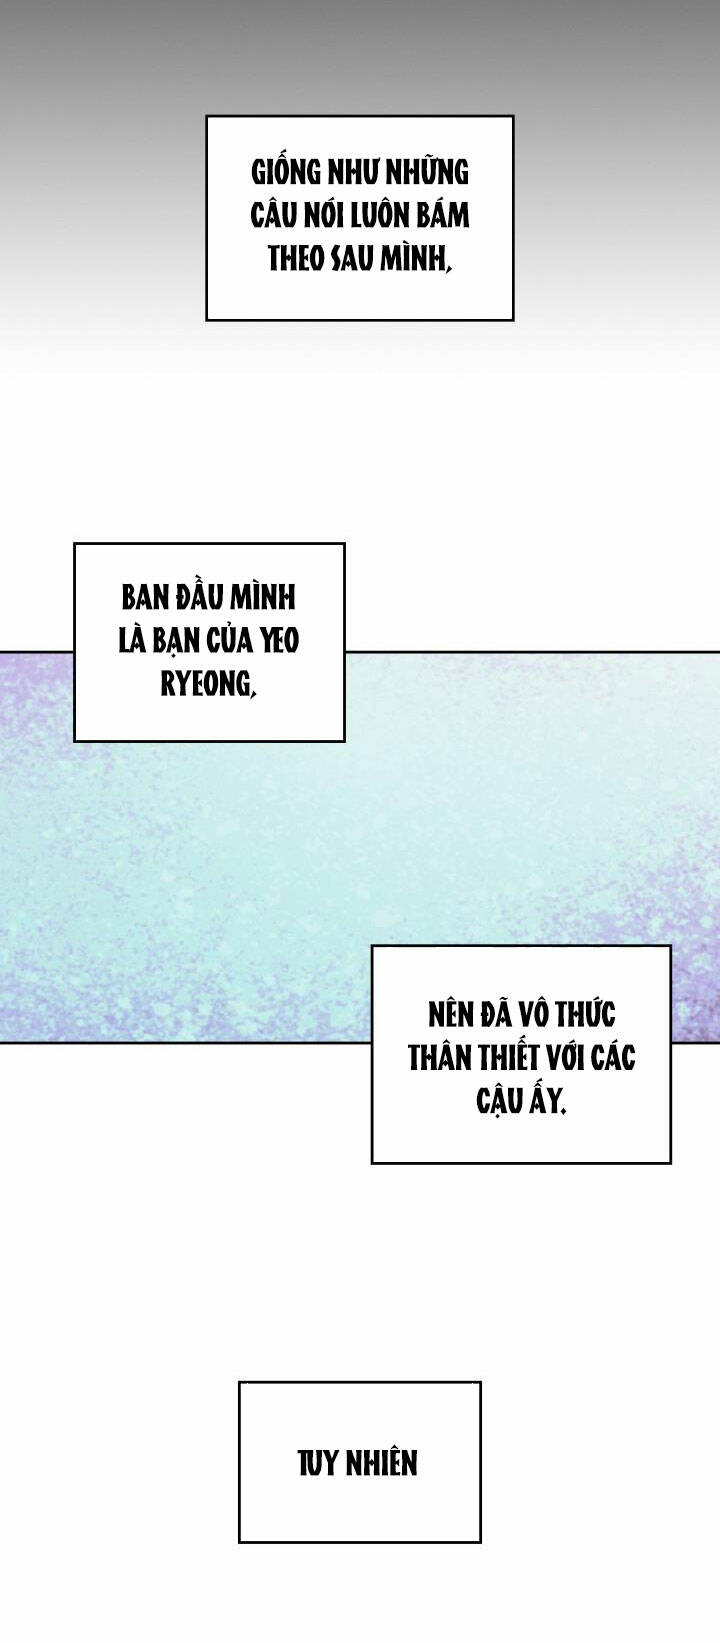 GIỐNG NHƯ NHỮNG
CÂU NÓI LUÔN BÁM
THEO SAU MÌNH,
BAN ĐẦU MÌNH
LÀ BẠN CỦA YEO
RYEONG,
NÊN ĐÃ VÔ THỨC
THÂN THIẾT VỚI CÁC
CẬU ẤY.
TUY NHIÊN